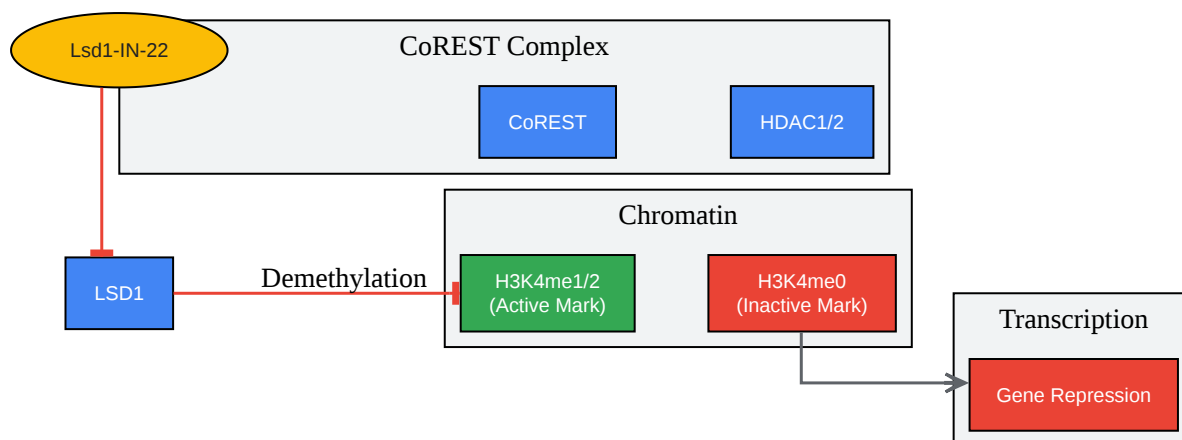 Lsd1-IN-22
CoREST Complex
CoREST
HDAC1/2
Chromatin
LSD1
Demethylation
H3K4me1/2
(Active Mark)
H3K4me0
(Inactive Mark)
Transcription
Gene Repression